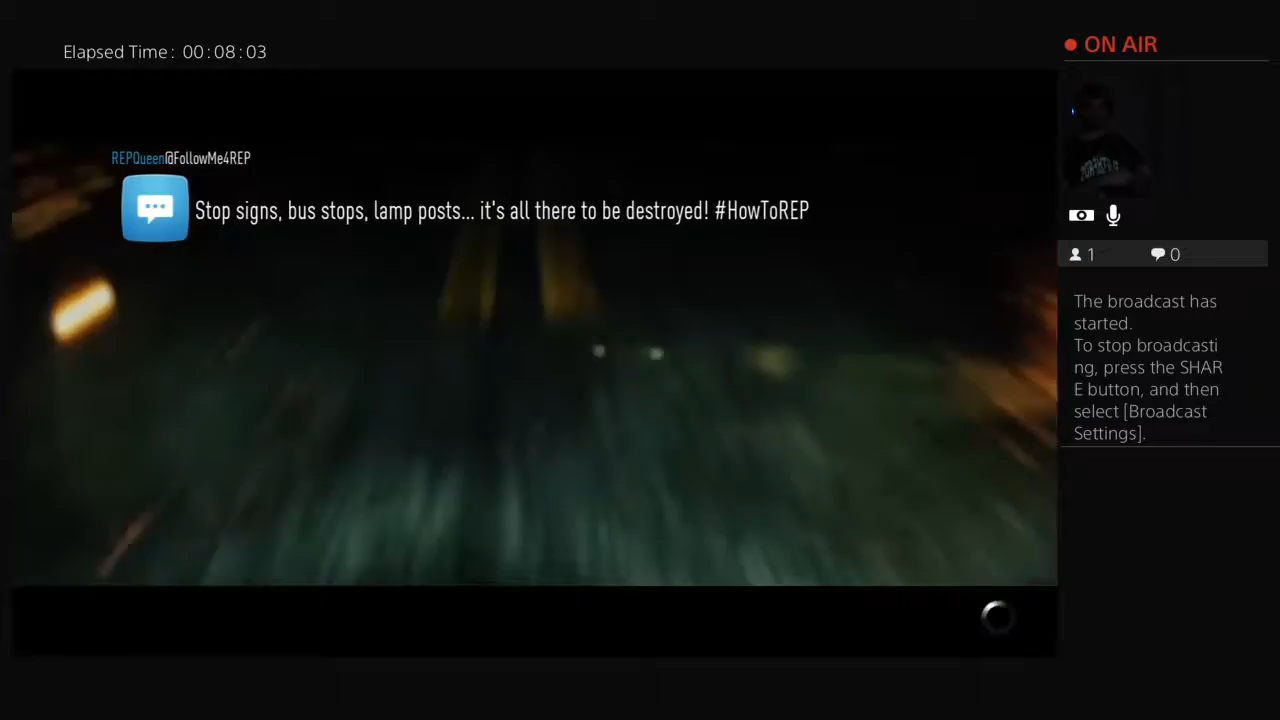 Elapsed Time: 00:08:03
ON AIR
REPQueen@FollowMe4REP
Stop signs, bus stops, lamp posts... it's all there to be destroyed! #HowToREP
1
0
The broadcast has
started.
To stop broadcasti
ng, press the SHAR
E button, and then
select [Broadcast
Settings].